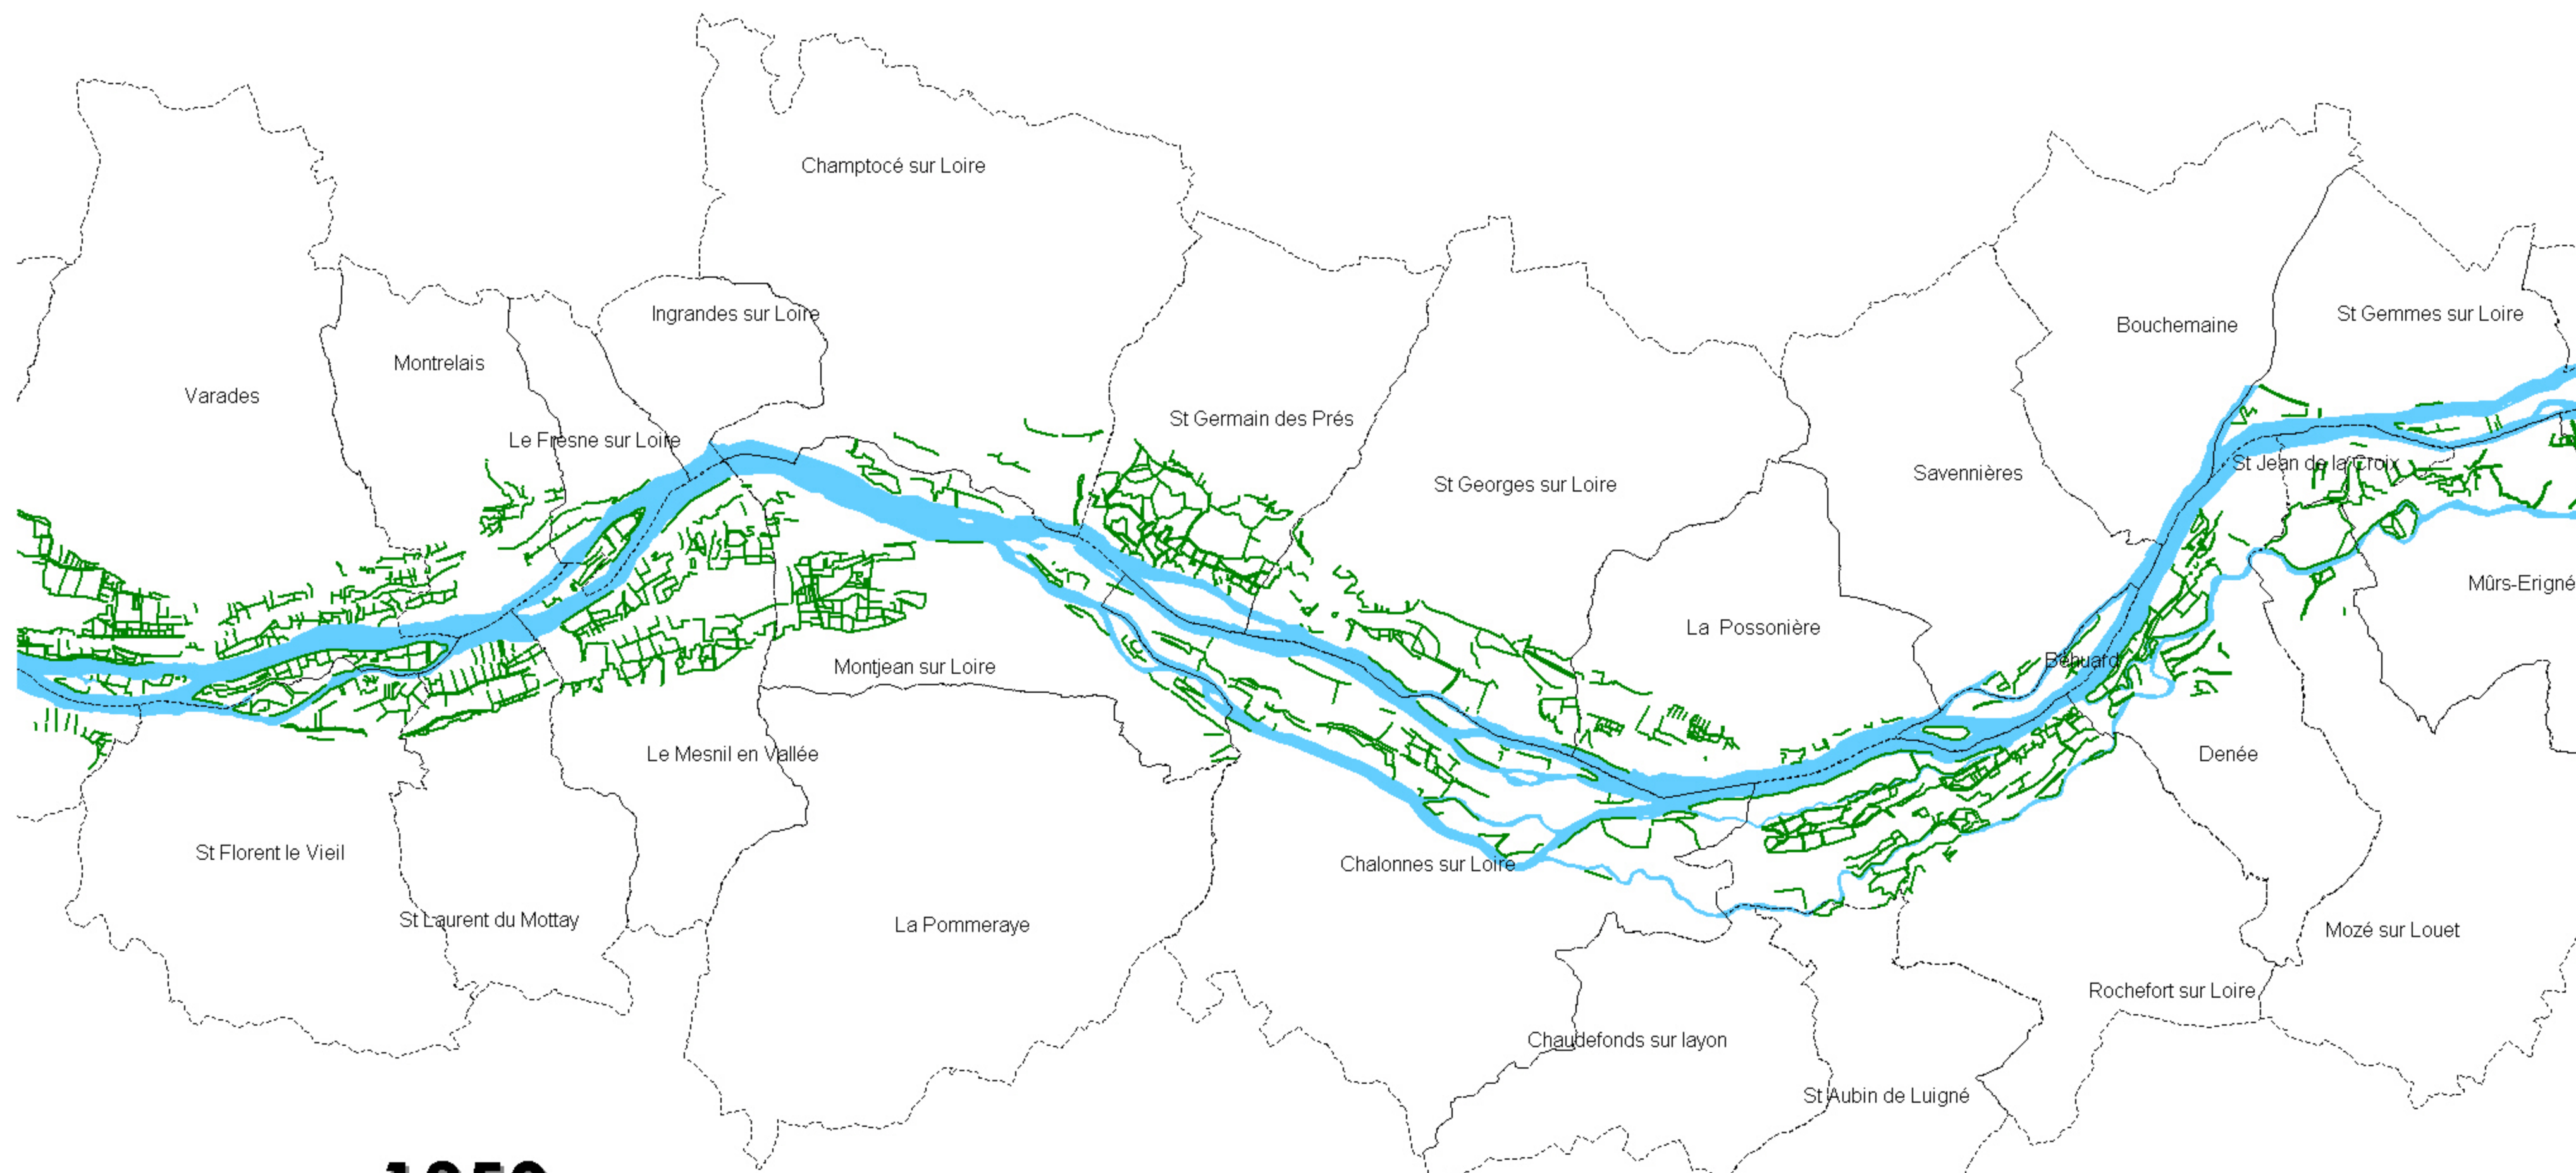 Champtocé sur Loire
Ingrandes sur Loire
St Gemmes sur Loire
Bouchemaine
Montrelais
Varades
St Germain des Prés
Le Fresne sur Loire
St Jean de la Croix
Savennières
St Georges sur Loire
Mûrs-Erigné
La Possonière
Béhuard
Montjean sur Loire
Le Mesnil en Vallée
Denée
St Florent le Vieil
Chalonnes sur Loire
St Laurent du Mottay
La Pommeraye
Mozé sur Louet
Rochefort sur Loire
Chaudefonds sur layon
St Aubin de Luigné